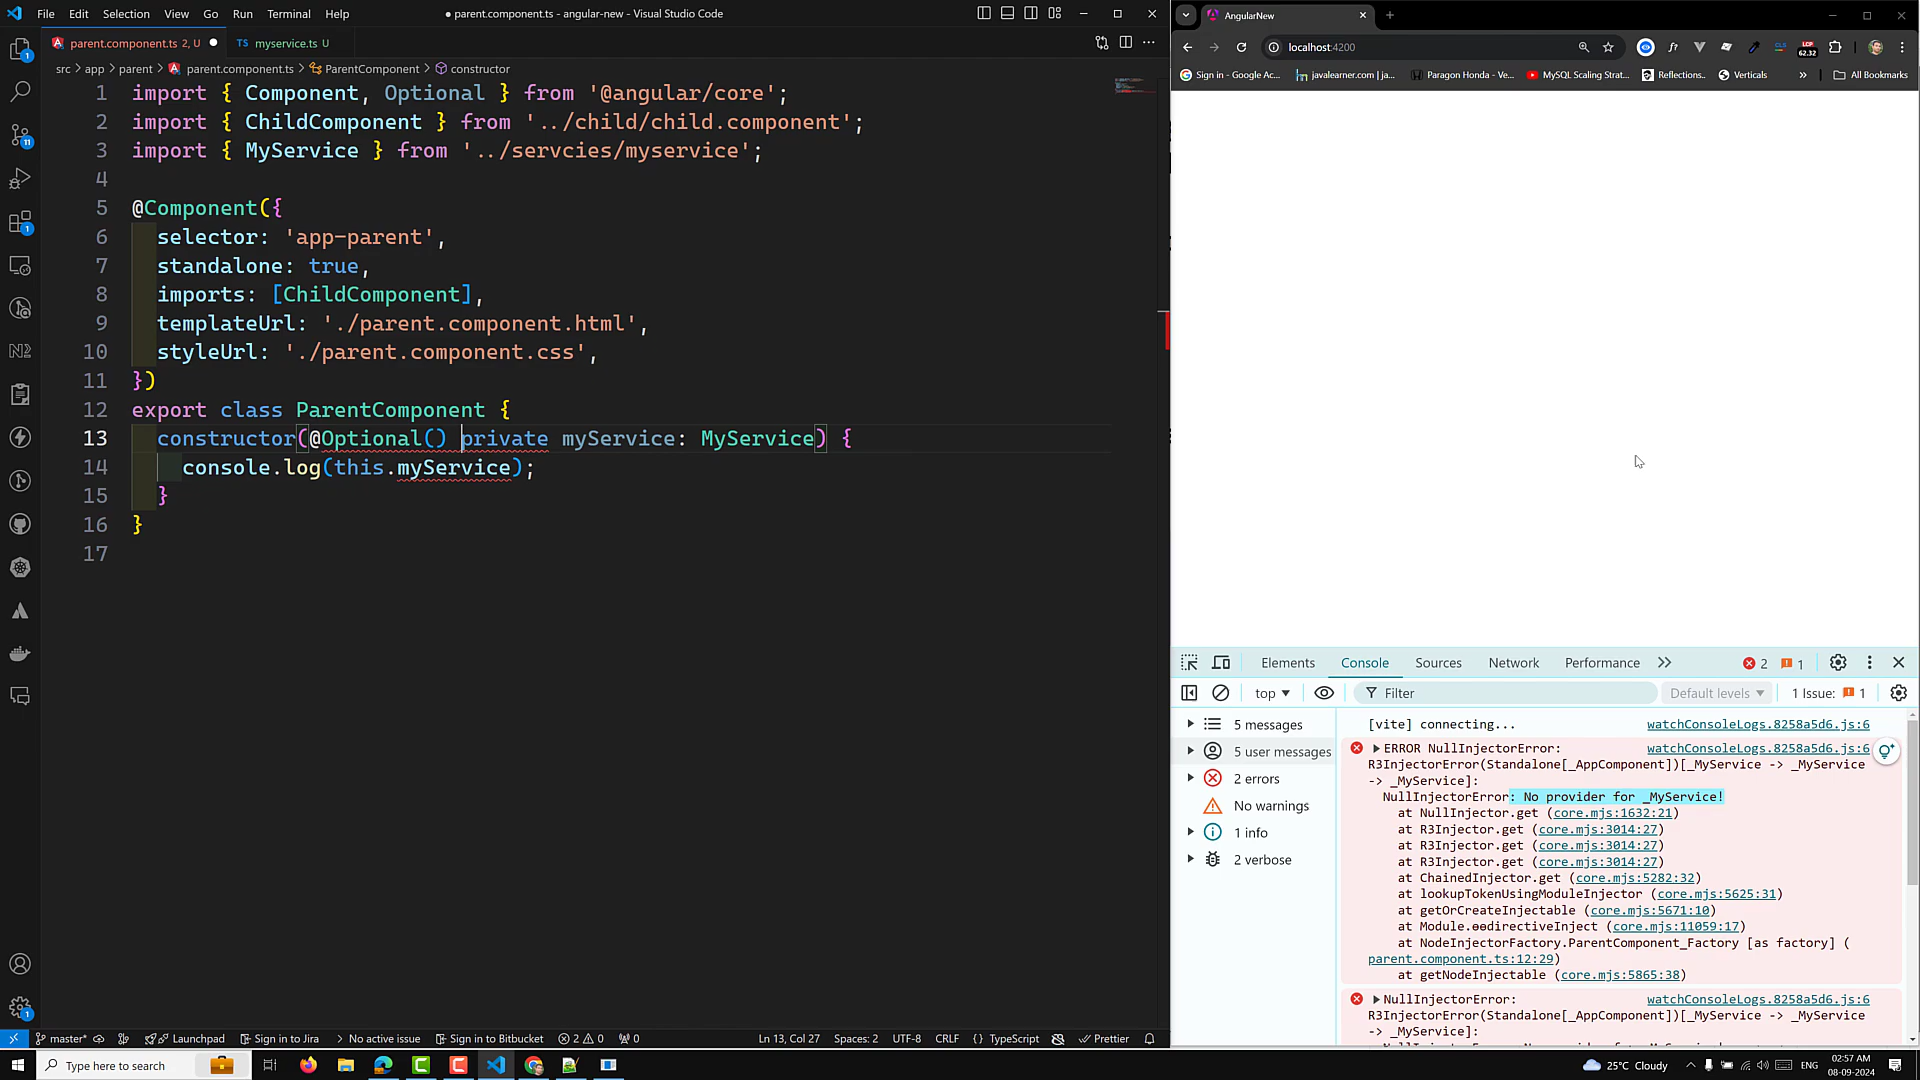 File Edit Selection View Go Run Terminal Help
● parent.component.ts - angular-new - Visual Studio Code
parent.component.ts 2, U ●
TS myservice.ts U
src > app > parent > parent.component.ts > ParentComponent > constructor
1 import { Component, Optional } from '@angular/core';
2 import { ChildComponent } from '../child/child.component';
3 import { MyService } from '../servcies/myservice';
4
5 @Component({
6 selector: 'app-parent',
7 standalone: true,
8 imports: [ChildComponent],
9 templateUrl: './parent.component.html',
10 styleUrl: './parent.component.css',
11 })
12 export class ParentComponent {
13 constructor(@Optional() private myService: MyService) {
14 console.log(this.myService);
15 }
16 }
17
master* Launchpad Sign in to Jira No active issue Sign in to Bitbucket 2 0 0
Ln 13, Col 27 Spaces: 2 UTF-8 CRLF { } TypeScript Prettier
AngularNew
localhost:4200
Sign in - Google Ac... javalearner.com | ja... Paragon Honda - Ve... MySQL Scaling Strat... Reflections.. Verticals » All Bookmarks
Elements Console Sources Network Performance » 2 1
top ▼ Filter Default levels ▼ 1 Issue: 1
5 messages
5 user messages
2 errors
No warnings
1 info
2 verbose
[vite] connecting... watchConsoleLogs.8258a5d6.js:6
▶ERROR NullInjectorError: watchConsoleLogs.8258a5d6.js:6
R3InjectorError(Standalone[_AppComponent])[_MyService -> _MyService
-> _MyService]:
NullInjectorError: No provider for _MyService!
at NullInjector.get (core.mjs:1632:21)
at R3Injector.get (core.mjs:3014:27)
at R3Injector.get (core.mjs:3014:27)
at R3Injector.get (core.mjs:3014:27)
at ChainedInjector.get (core.mjs:5282:32)
at lookupTokenUsingModuleInjector (core.mjs:5625:31)
at getOrCreateInjectable (core.mjs:5671:10)
at Module.ɵɵdirectiveInject (core.mjs:11059:17)
at NodeInjectorFactory.ParentComponent_Factory [as factory] (
parent.component.ts:12:29)
at getNodeInjectable (core.mjs:5865:38)
▶NullInjectorError: watchConsoleLogs.8258a5d6.js:6
R3InjectorError(Standalone[_AppComponent])[_MyService -> _MyService
-> _MyService]:
Type here to search
25°C Cloudy ENG 02:57 AM
08-09-2024